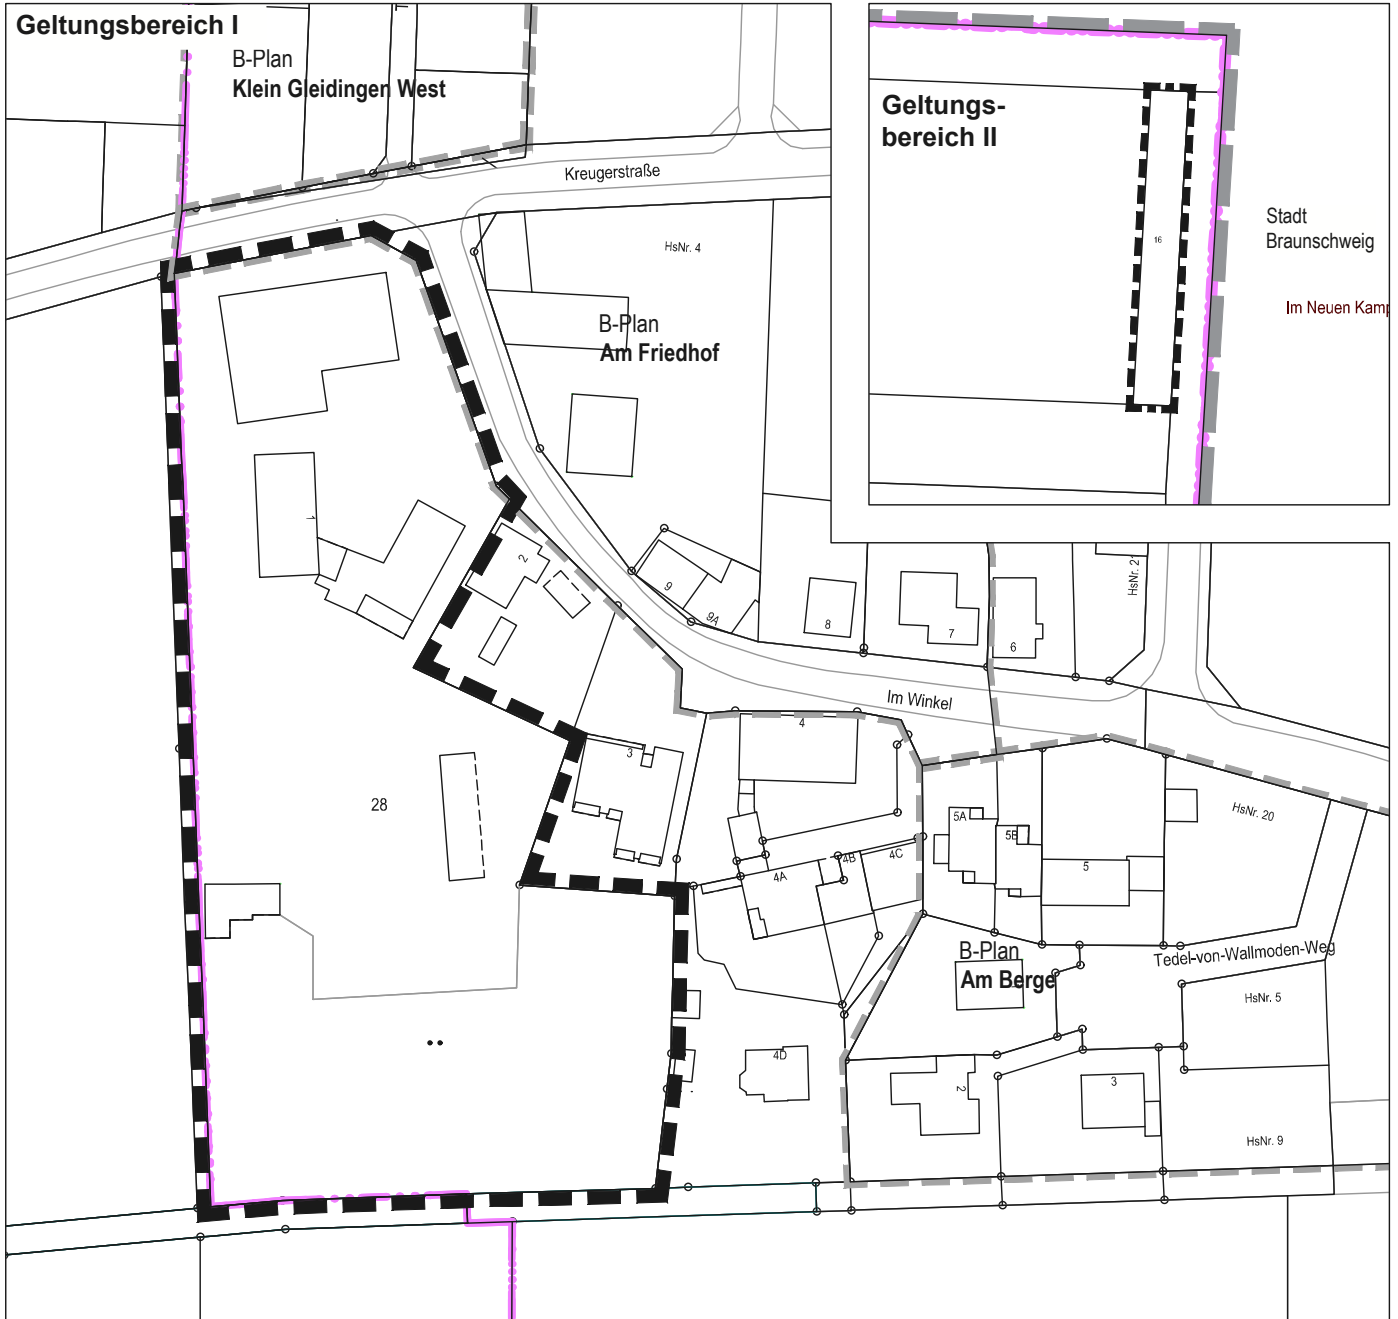 Geltungsbereich I
B-Plan
Klein Gleidingen West
Kreugerstraße
HsNr. 4
B-Plan
Am Friedhof
Geltungs-
bereich II
16
Stadt
Braunschweig
Im Neuen Kamp
1
2
9
9A
8
7
6
HsNr. 21
Im Winkel
3
4
28
4A
4B
4C
5A
5B
5
HsNr. 20
B-Plan
Am Berge
Tedel-von-Wallmoden-Weg
HsNr. 5
4D
2
3
HsNr. 9